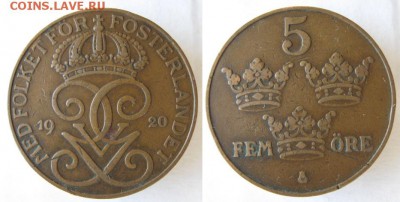 COINS.LAVE.RU
MED FOLKET FÖR FOSTERLANDET
19 20
5
FEM ÖRE